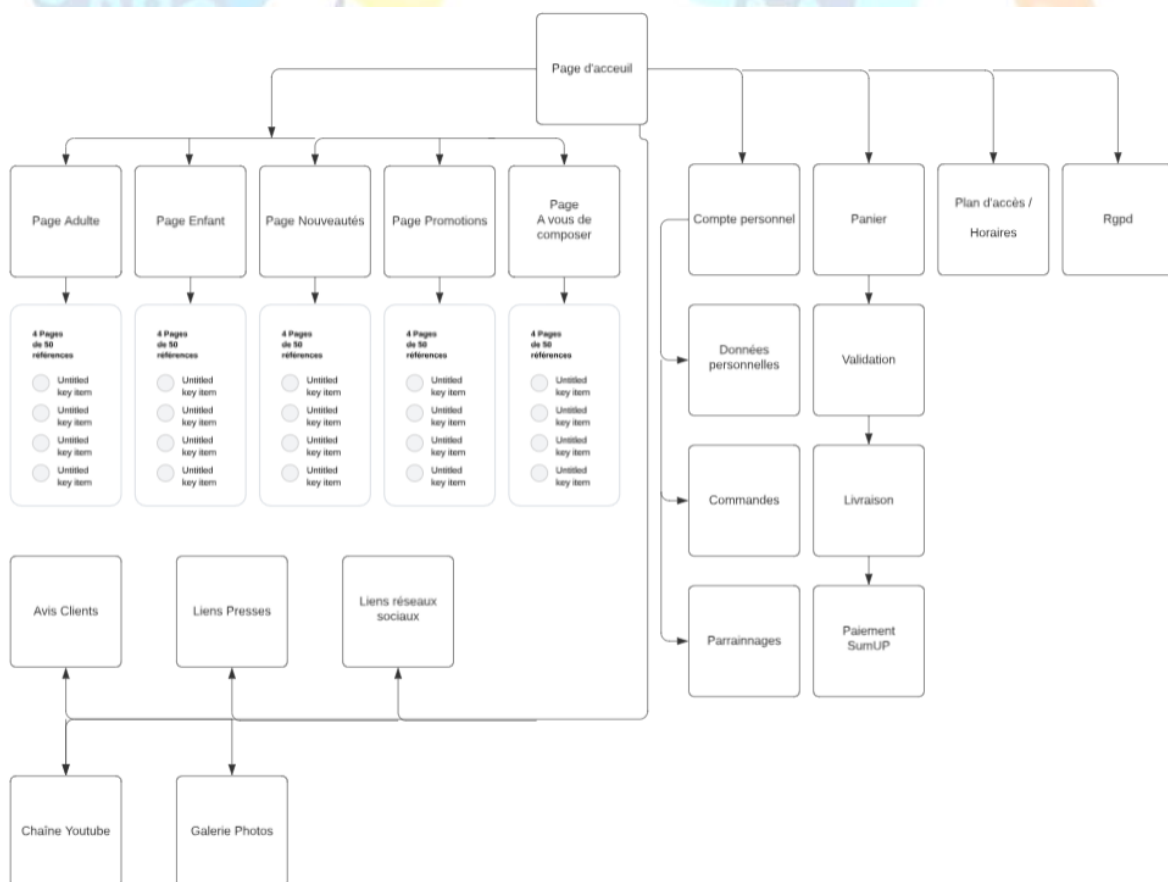 Page d'acceuil
Page Adulte
Page Enfant
Page Nouveautés
Page Promotions
Page
A vous de
composer
Compte personnel
Panier
Plan d'accès /
Horaires
Rgpd
4 Pages
de 50
références
Untitled
key item
Untitled
key item
Untitled
key item
Untitled
key item
4 Pages
de 50
références
Untitled
key item
Untitled
key item
Untitled
key item
Untitled
key item
4 Pages
de 50
références
Untitled
key item
Untitled
key item
Untitled
key item
Untitled
key item
4 Pages
de 50
références
Untitled
key item
Untitled
key item
Untitled
key item
Untitled
key item
4 Pages
de 50
références
Untitled
key item
Untitled
key item
Untitled
key item
Untitled
key item
Données
personnelles
Validation
Commandes
Livraison
Parrainnages
Paiement
SumUP
Avis Clients
Liens Presses
Liens réseaux
sociaux
Chaîne Youtube
Galerie Photos